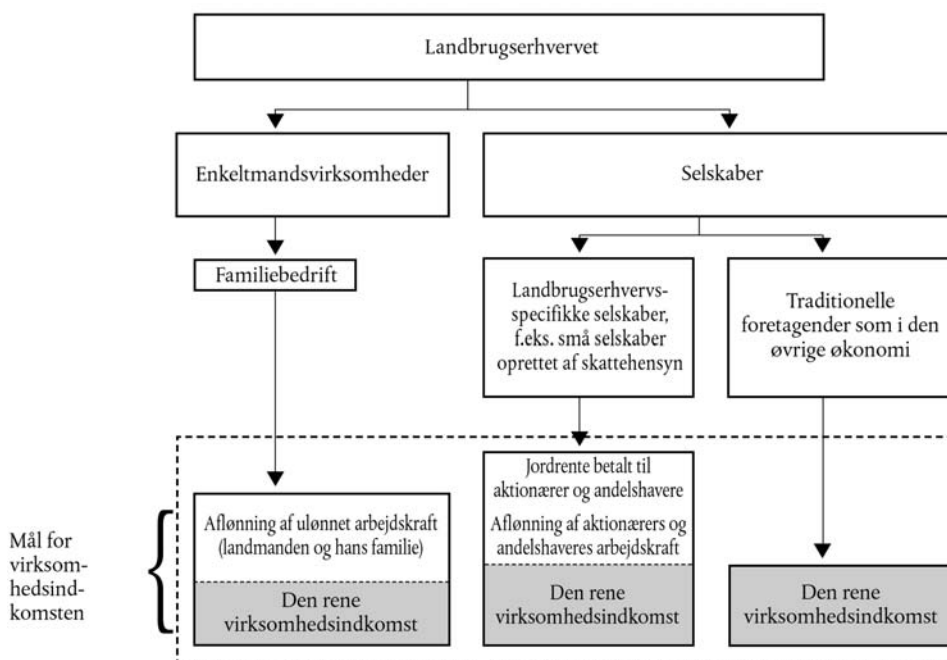 Landbrugserhvervet
Enkeltmandsvirksomheder
Selskaber
Familiebedrift
Landbrugserhvervs-
specifikke selskaber,
f.eks. små selskaber
oprettet af skattehensyn
Traditionelle
foretagender som i den
øvrige økonomi
Mål for
virksom-
hedsind-
komsten
Aflønning af ulønnet arbejdskraft
(landmanden og hans familie)
Den rene
virksomhedsindkomst
Jordrente betalt til
aktionærer og andelshavere
Aflønning af aktionærers og
andelshaveres arbejdskraft
Den rene
virksomhedsindkomst
Den rene
virksomhedsindkomst